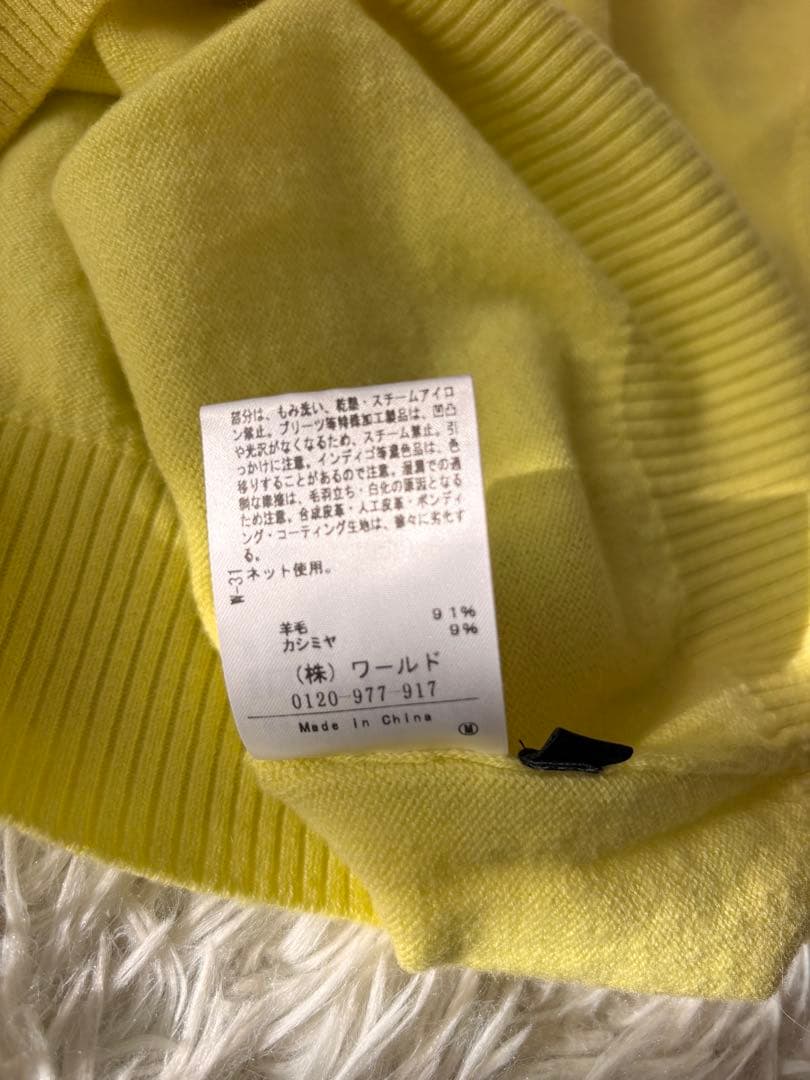 部分は、もみ洗い、乾塾・スチームアイロ
ン禁止。プリーツ等特殊加工製品は、凹凸
や光沢がなくなるため、スチーム禁止。引
っかけに注意。インディゴ等濃色品は、色
移りすることがあるので注意。湿潤での過
剰な摩擦は、毛羽立ち・白化の原因となる
ため注意。合成皮革・人工皮革・ボンディ
ング・コーティング生地は、徐々に劣化す
る。
W-31 ネット使用。
羊毛 91%
カシミヤ 9%
(株) ワールド
0120-977-917
Made in China
M